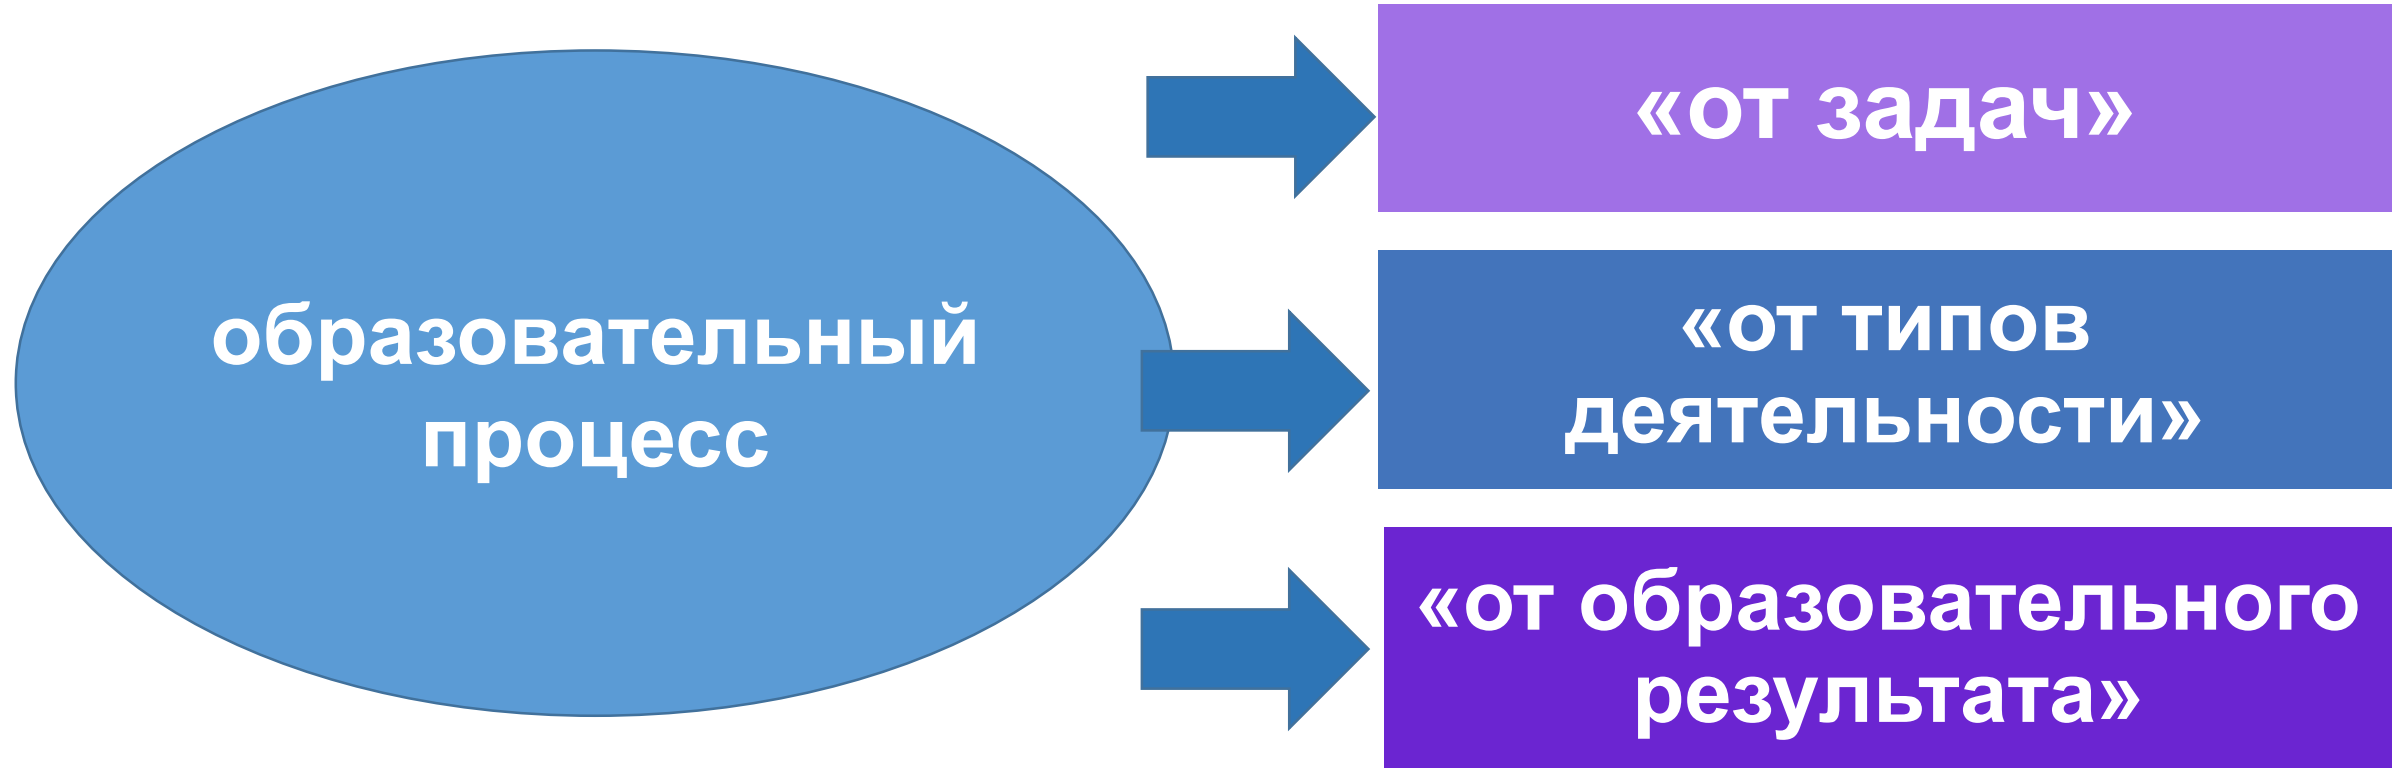 образовательный
процесс
«от задач»
«от типов
деятельности»
«от образовательного
результата»